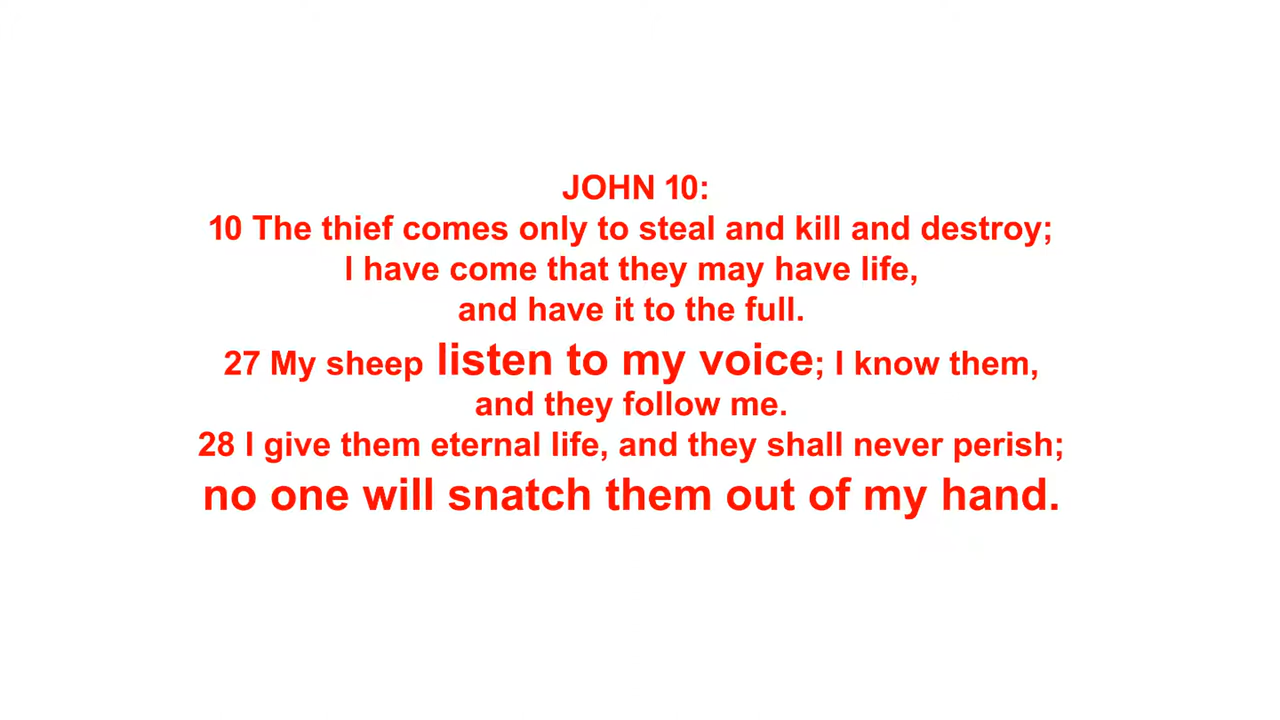 JOHN 10:
10 The thief comes only to steal and kill and destroy;
I have come that they may have life,
and have it to the full.
27 My sheep listen to my voice; I know them,
and they follow me.
28 I give them eternal life, and they shall never perish;
no one will snatch them out of my hand.